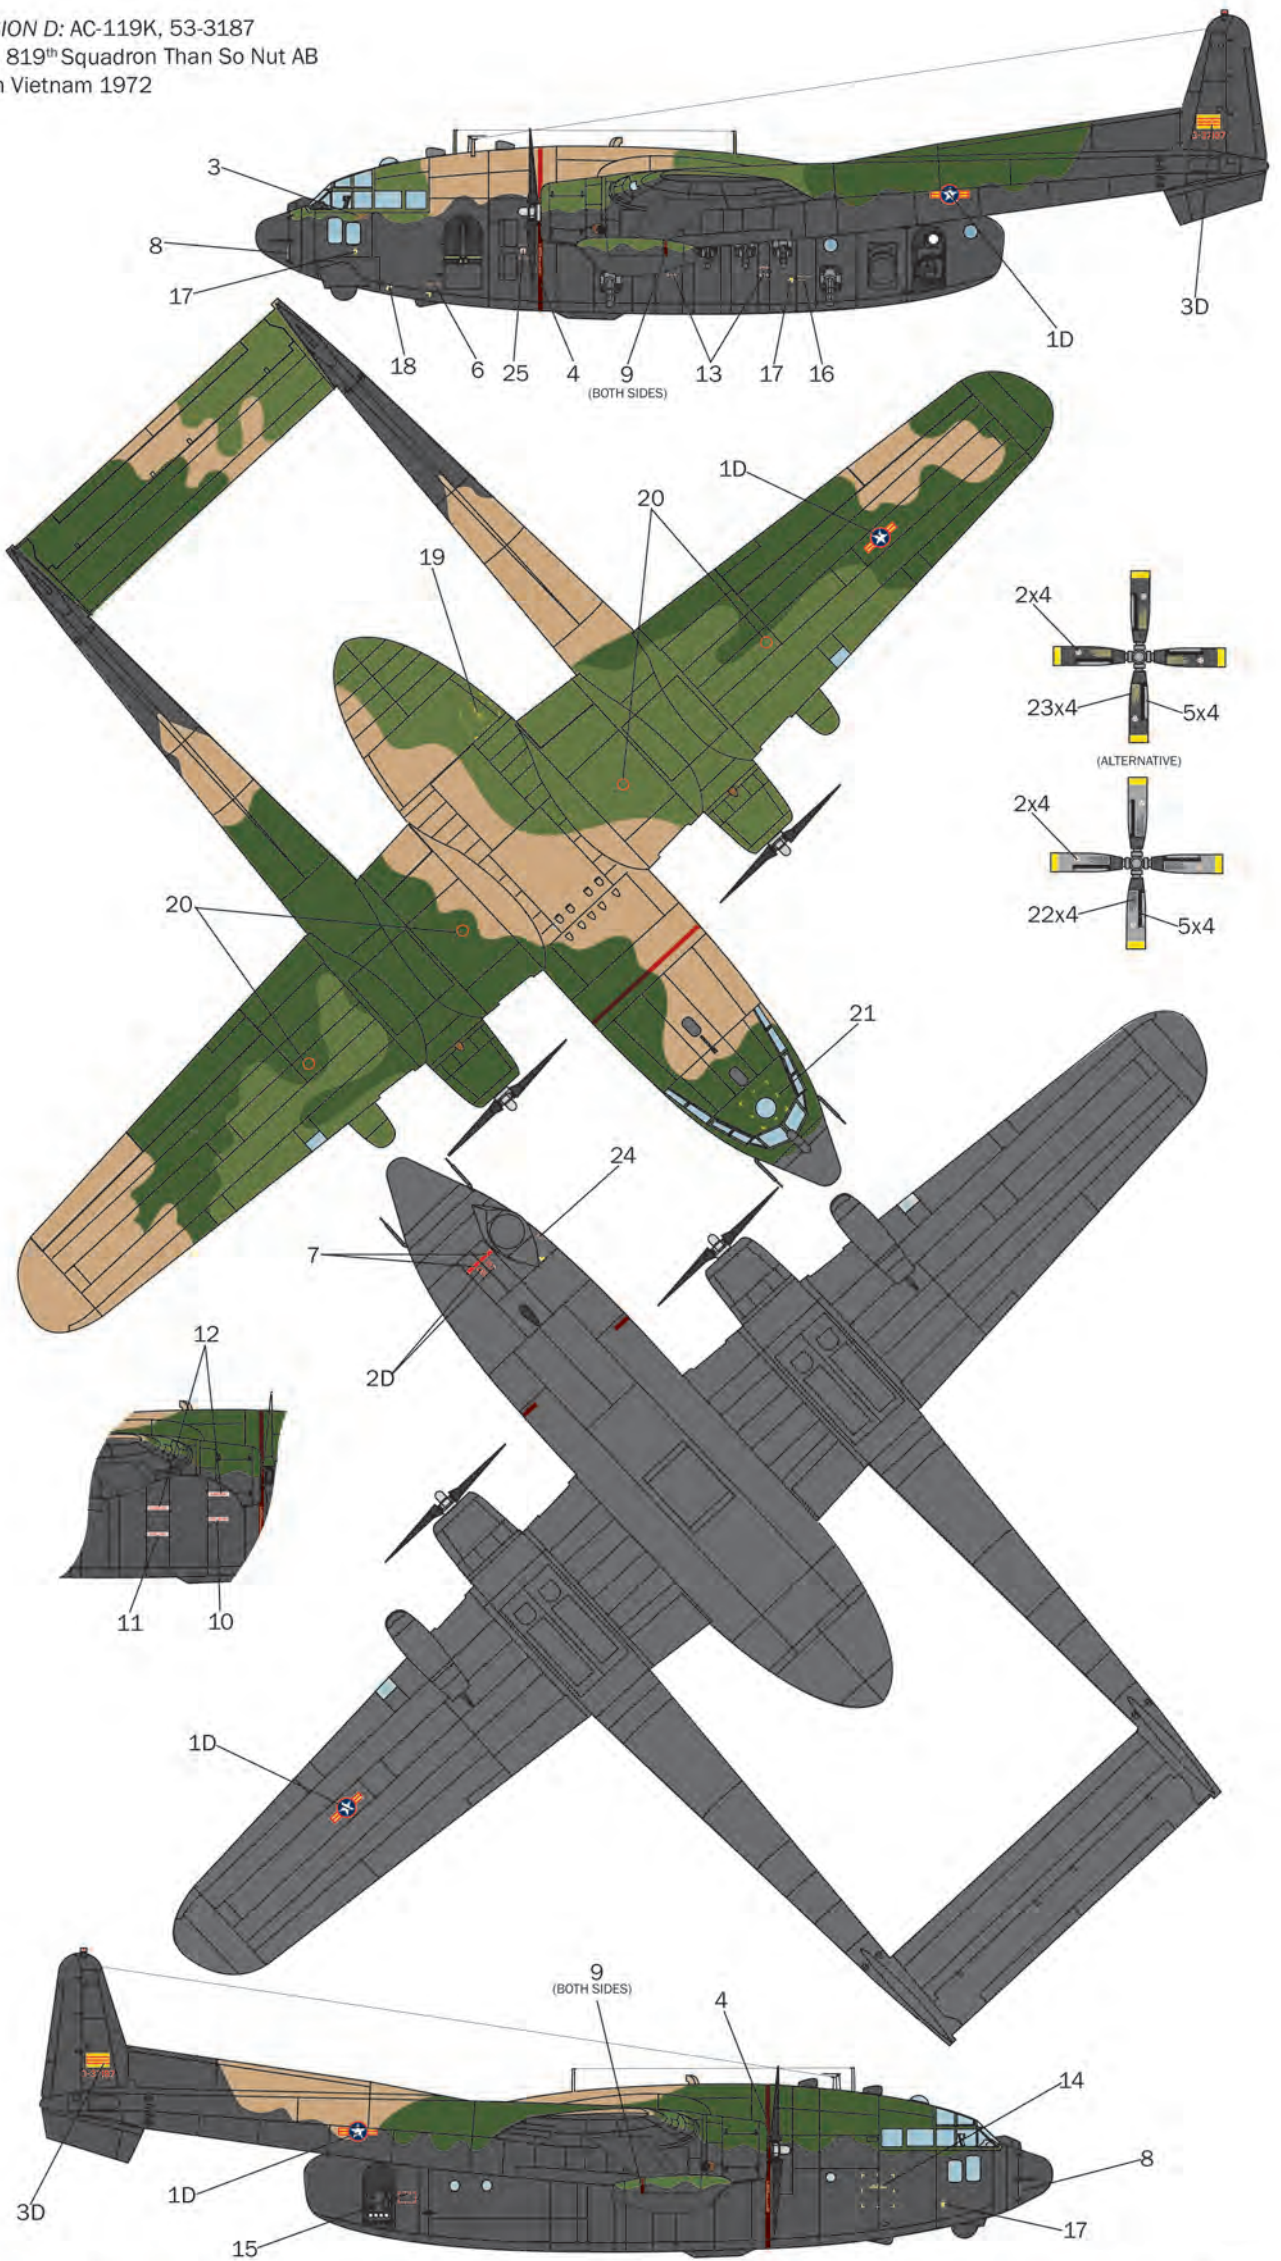 ION D: AC-119K, 53-3187
819th Squadron Than So Nut AB
n Vietnam 1972
3
8
17
18
6
25
4
9
(BOTH SIDES)
13
17
16
1D
3D
1D
20
19
2x4
23x4
5x4
(ALTERNATIVE)
2x4
22x4
5x4
20
21
24
7
2D
12
11
10
1D
9
(BOTH SIDES)
4
14
8
17
3D
1D
15